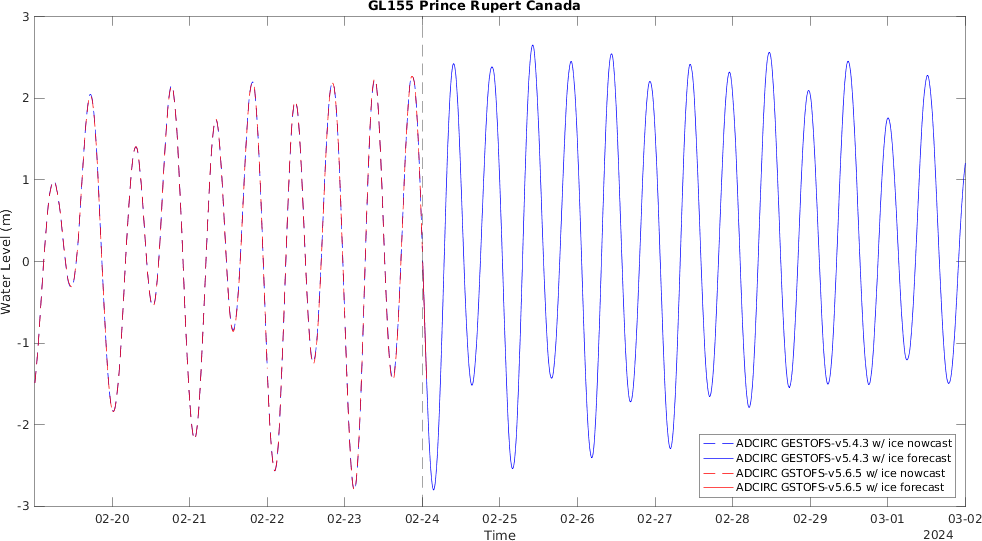 GL155 Prince Rupert Canada
3
2
1
0
-1
-2
-3
Water Level (m)
02-20
02-21
02-22
02-23
02-24
02-25
02-26
02-27
02-28
02-29
03-01
03-02
Time
2024
ADCIRC GESTOFS-v5.4.3 w/ ice nowcast
ADCIRC GESTOFS-v5.4.3 w/ ice forecast
ADCIRC GSTOFS-v5.6.5 w/ ice nowcast
ADCIRC GSTOFS-v5.6.5 w/ ice forecast